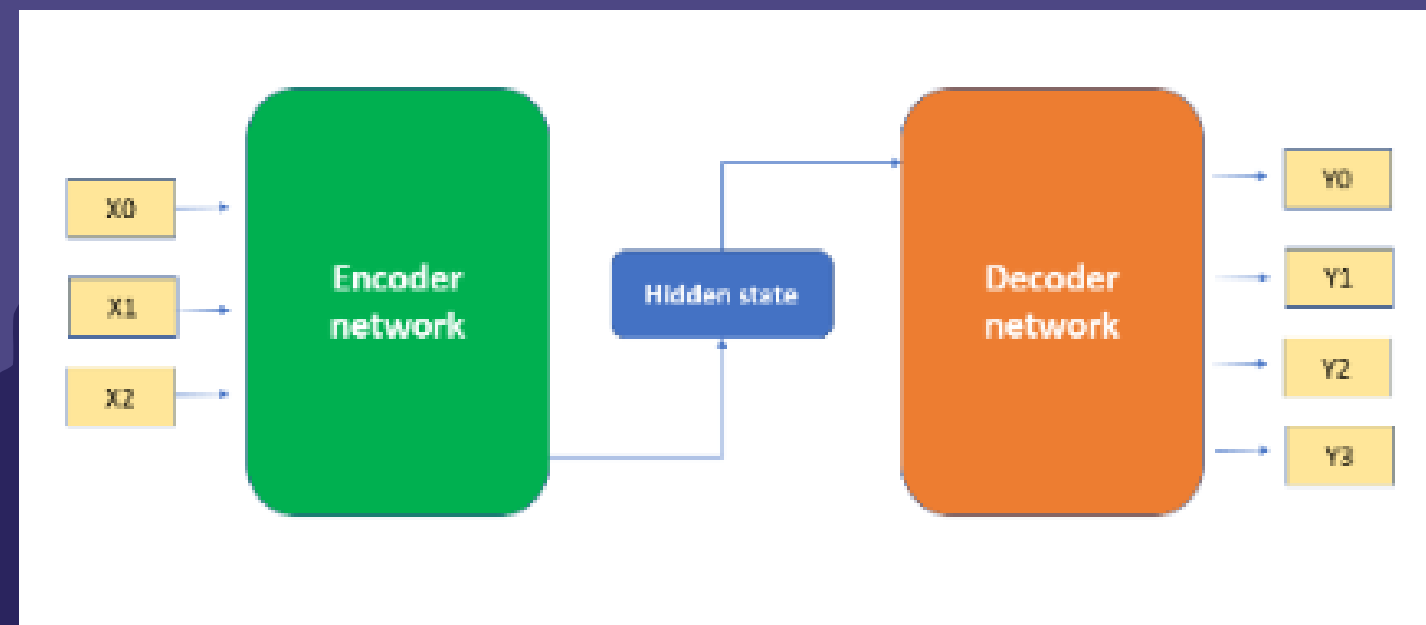 X0
X1
X2
Encoder
network
Hidden state
Decoder
network
Y0
Y1
Y2
Y3